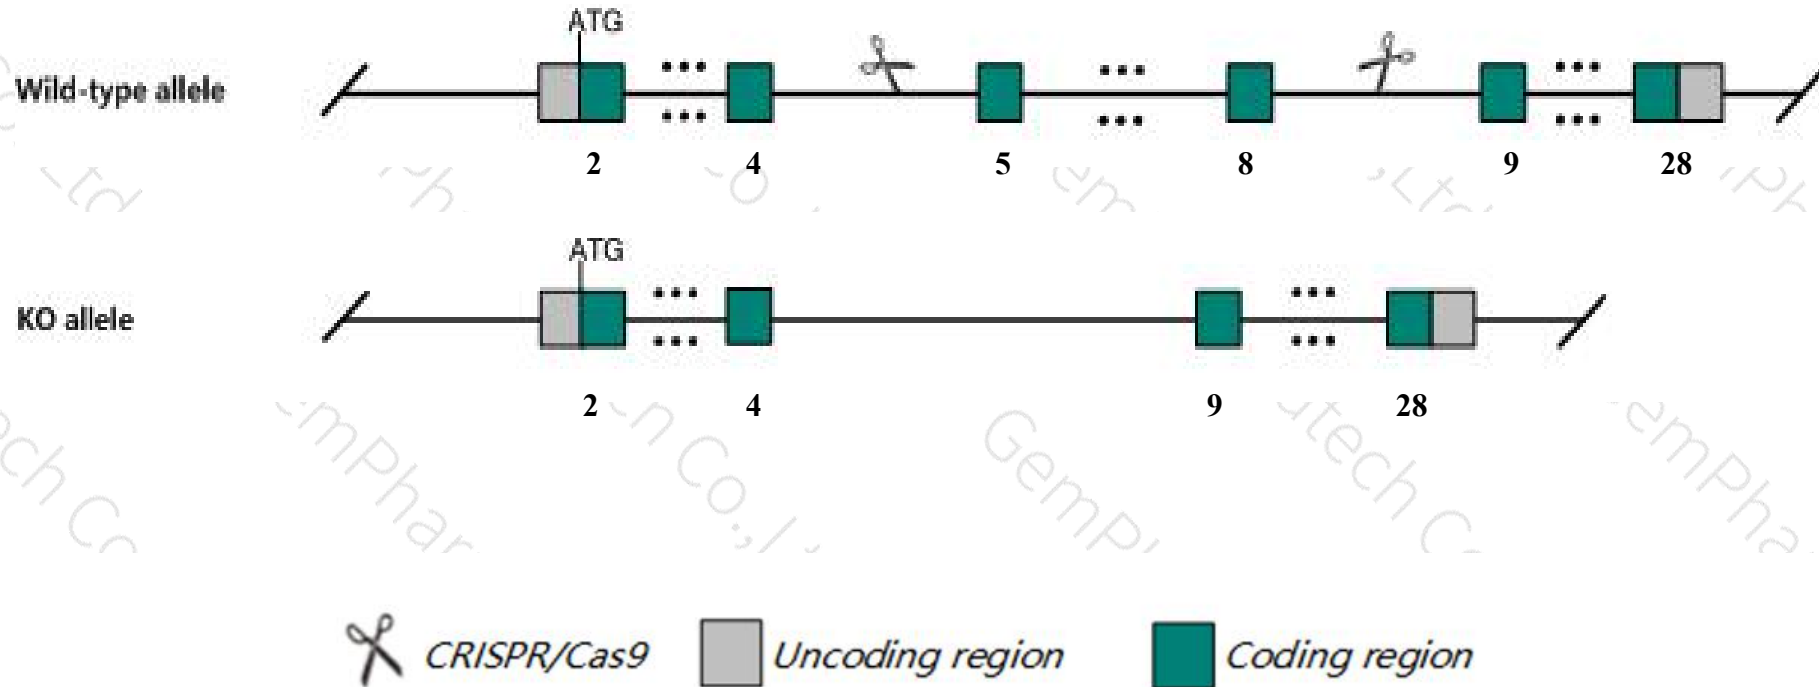 ATG
Wild-type allele
2 4 5 8 9 28
ATG
KO allele
2 4 9 28
CRISPR/Cas9 Uncoding region Coding region